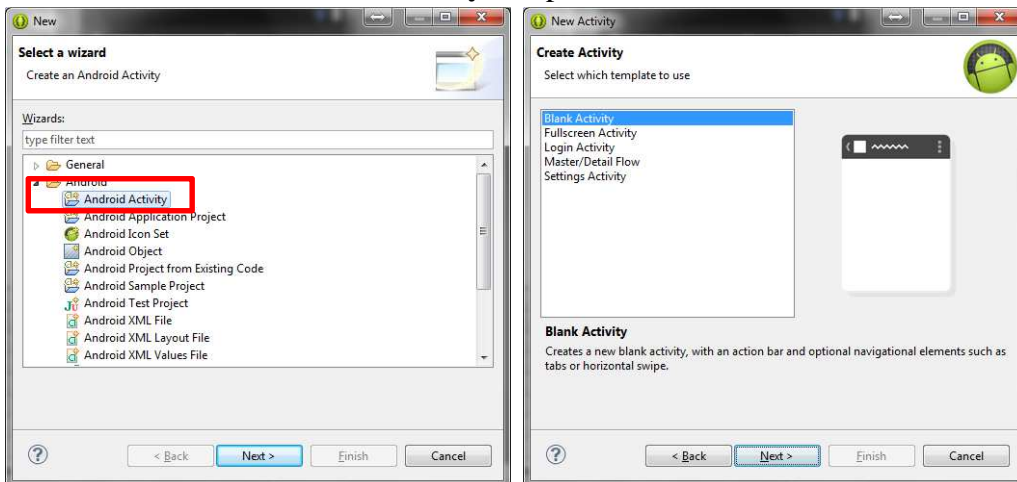 New
Select a wizard
Create an Android Activity
Wizards:
type filter text
General
Android
Android Activity
Android Application Project
Android Icon Set
Android Object
Android Project from Existing Code
Android Sample Project
Android Test Project
Android XML File
Android XML Layout File
Android XML Values File
< Back Next > Finish Cancel
New Activity
Create Activity
Select which template to use
Blank Activity
Fullscreen Activity
Login Activity
Master/Detail Flow
Settings Activity
Blank Activity
Creates a new blank activity, with an action bar and optional navigational elements such as
tabs or horizontal swipe.
< Back Next > Finish Cancel